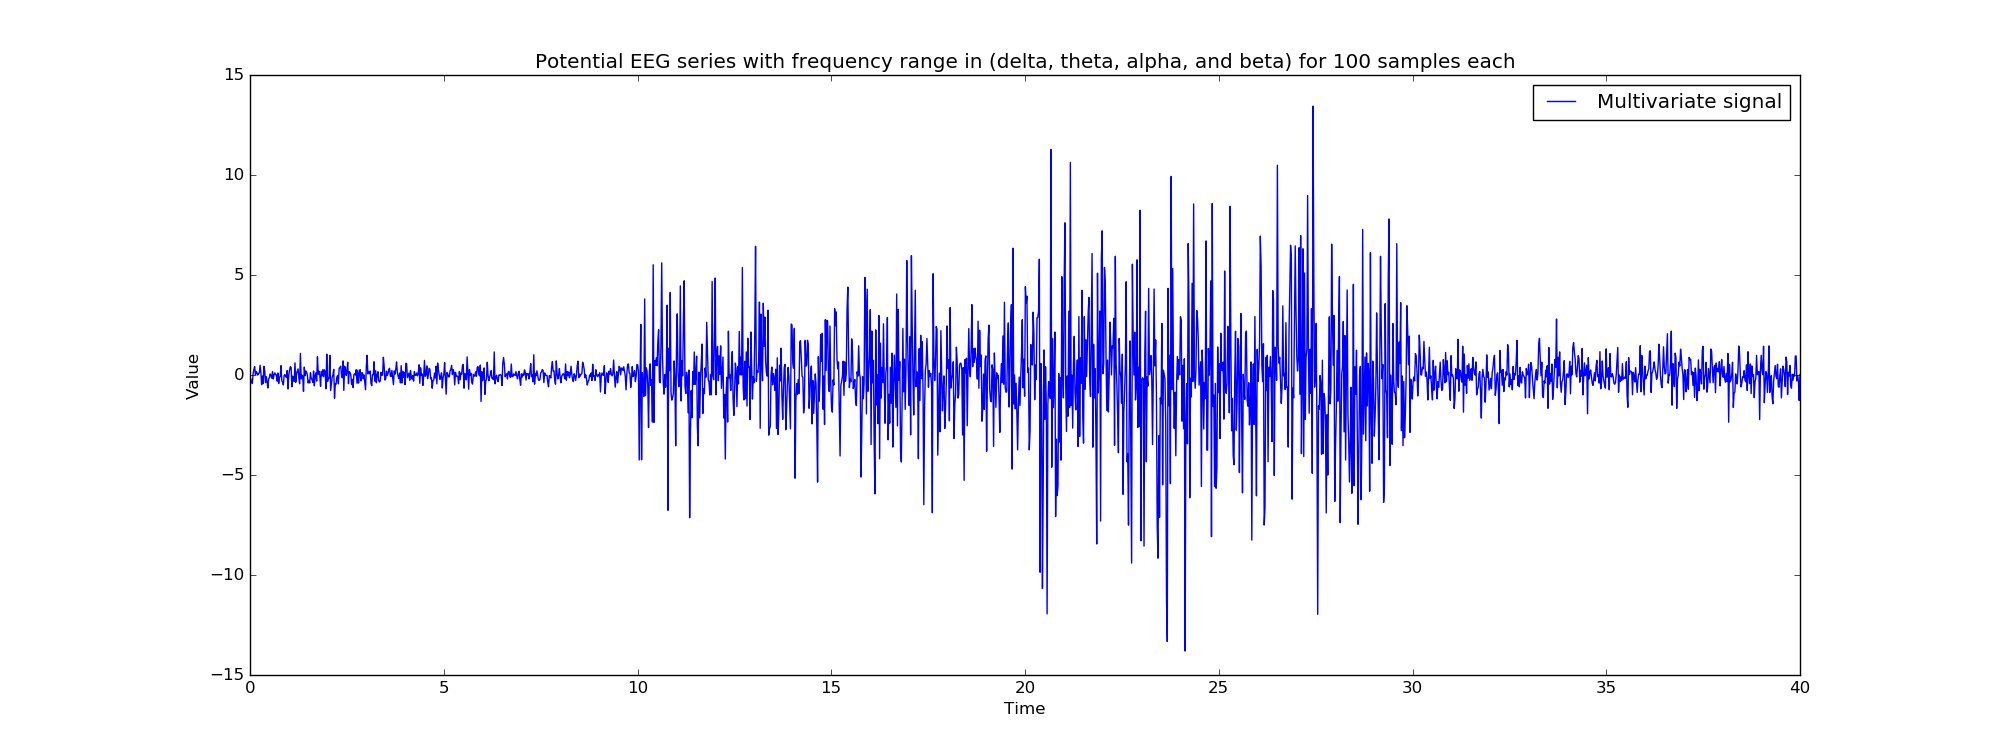 Potential EEG series with frequency range in (delta, theta, alpha, and beta) for 100 samples each
Multivariate signal
15
10
5
0
−5
−10
−15
Value
0 5 10 15 20 25 30 35 40
Time